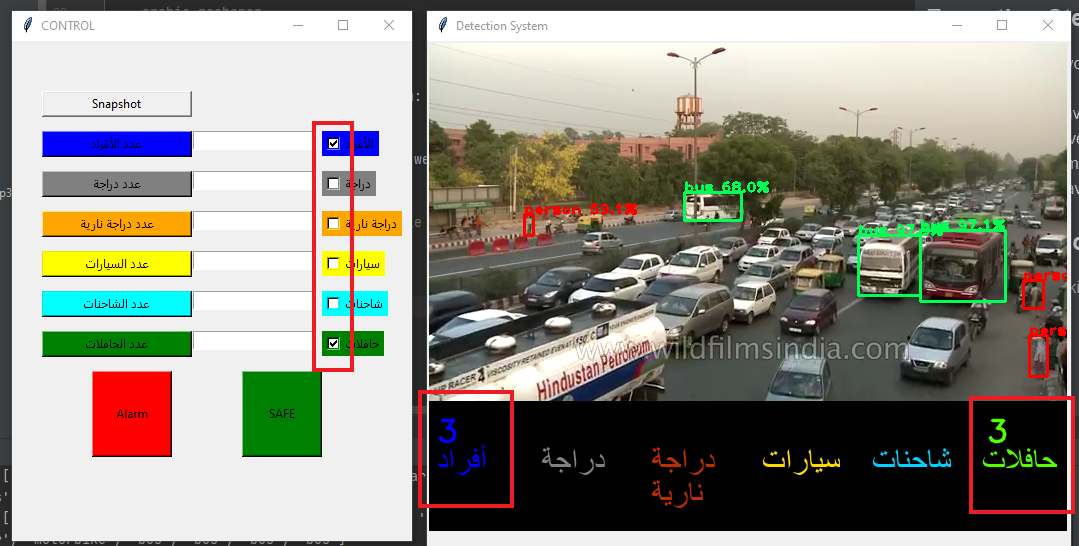 CONTROL
Snapshot
عدد الأفراد
الأفراد
عدد دراجة
دراجة
عدد دراجة نارية
دراجة نارية
عدد السيارات
سيارات
عدد الشاحنات
شاحنات
عدد الحافلات
حافلات
Alarm
SAFE
Detection System
bus 68.0%
person 59.1%
bus 97.1%
www.wildfilmsindia.com
Hindustan Petroleum
3
أفراد
دراجة
دراجة
نارية
سيارات
شاحنات
3
حافلات